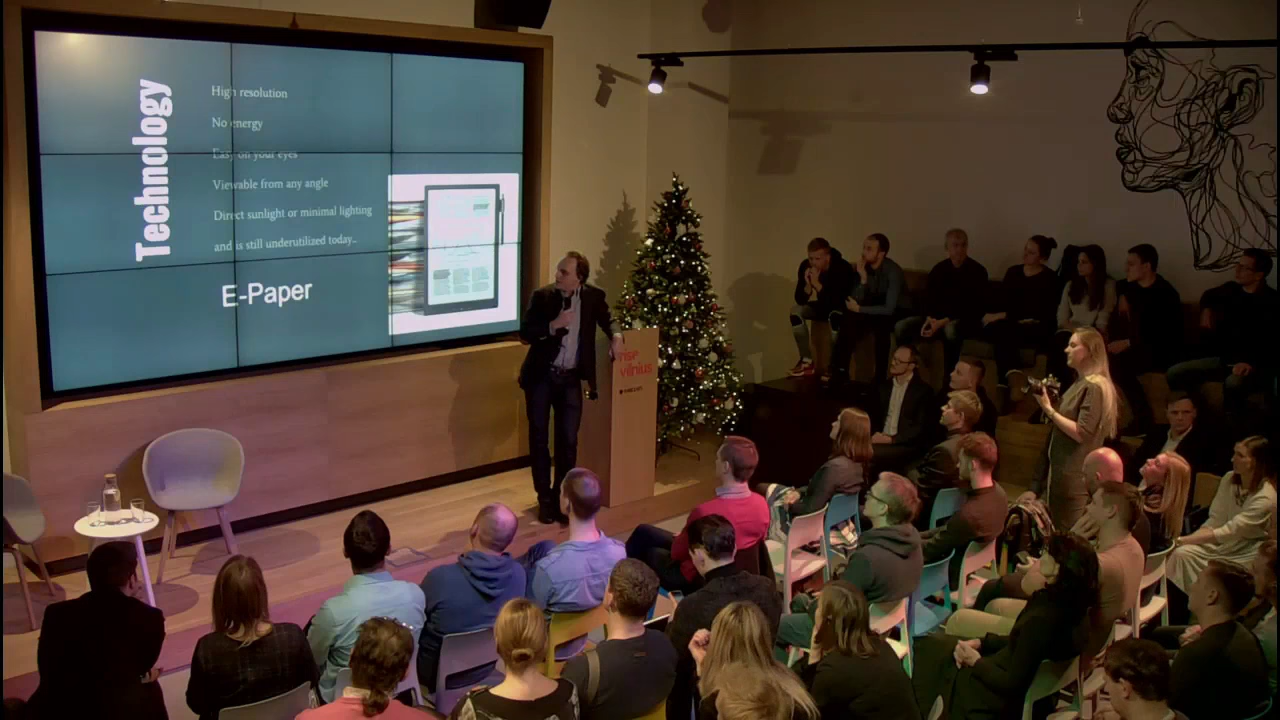 Technology
High resolution
No energy
Easy on your eyes
Viewable from any angle
Direct sunlight or minimal lighting
and is still underutilized today...
E-Paper
rise
vilnius